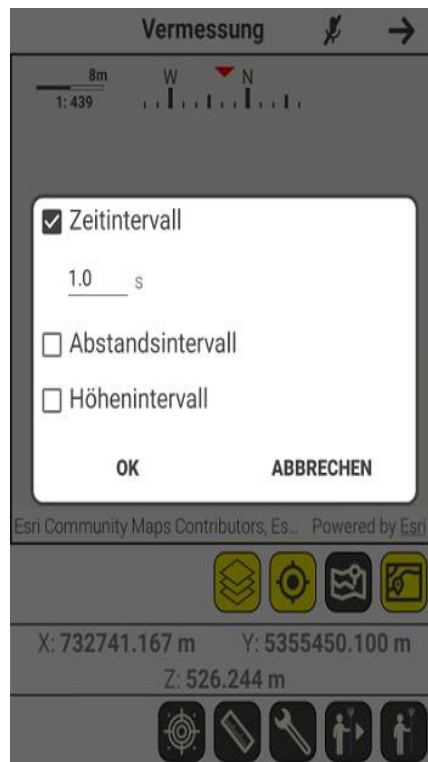 Vermessung
8m
W N
1: 439
Zeitintervall
1.0 s
Abstandsintervall
Höhenintervall
OK ABBRECHEN
Esri Community Maps Contributors, Es... Powered by Esri
X: 732741.167 m Y: 5355450.100 m
Z: 526.244 m